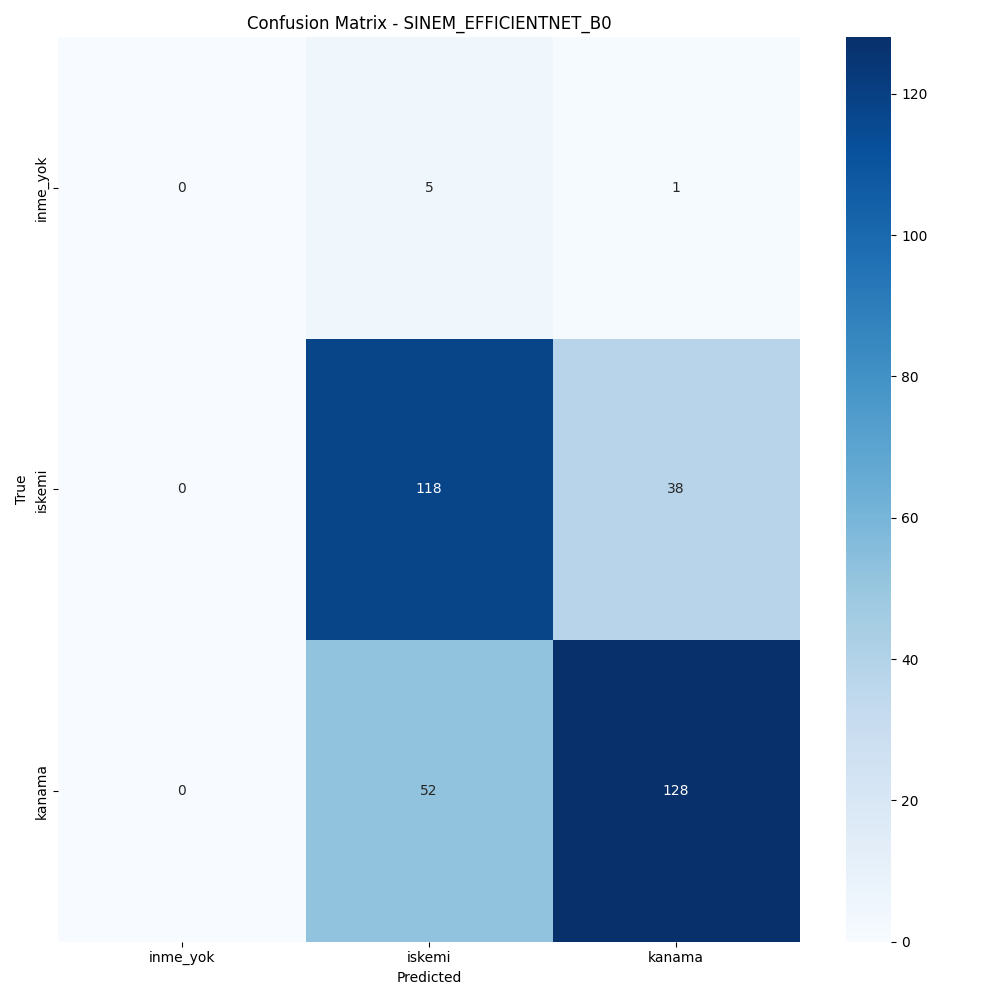 Confusion Matrix - SINEM_EFFICIENTNET_B0
inme_yok
0 5 1
True
iskemi
0 118 38
kanama
0 52 128
inme_yok iskemi kanama
Predicted
120
100
80
60
40
20
0